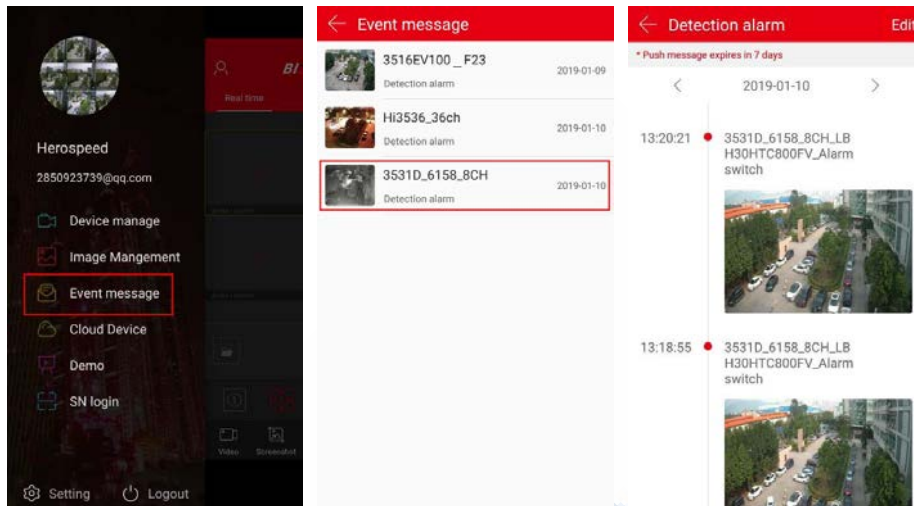 Herospeed
2850923739@qq.com
Device manage
Image Mangement
Event message
Cloud Device
Demo
SN login
Setting
Logout
BI
Real time
Video
Screenshot
Event message
3516EV100 _ F23
Detection alarm
2019-01-09
Hi3536_36ch
Detection alarm
2019-01-10
3531D_6158_8CH
Detection alarm
2019-01-10
Detection alarm
Edit
* Push message expires in 7 days
2019-01-10
13:20:21
3531D_6158_8CH_LB
H30HTC800FV_Alarm
switch
13:18:55
3531D_6158_8CH_LB
H30HTC800FV_Alarm
switch